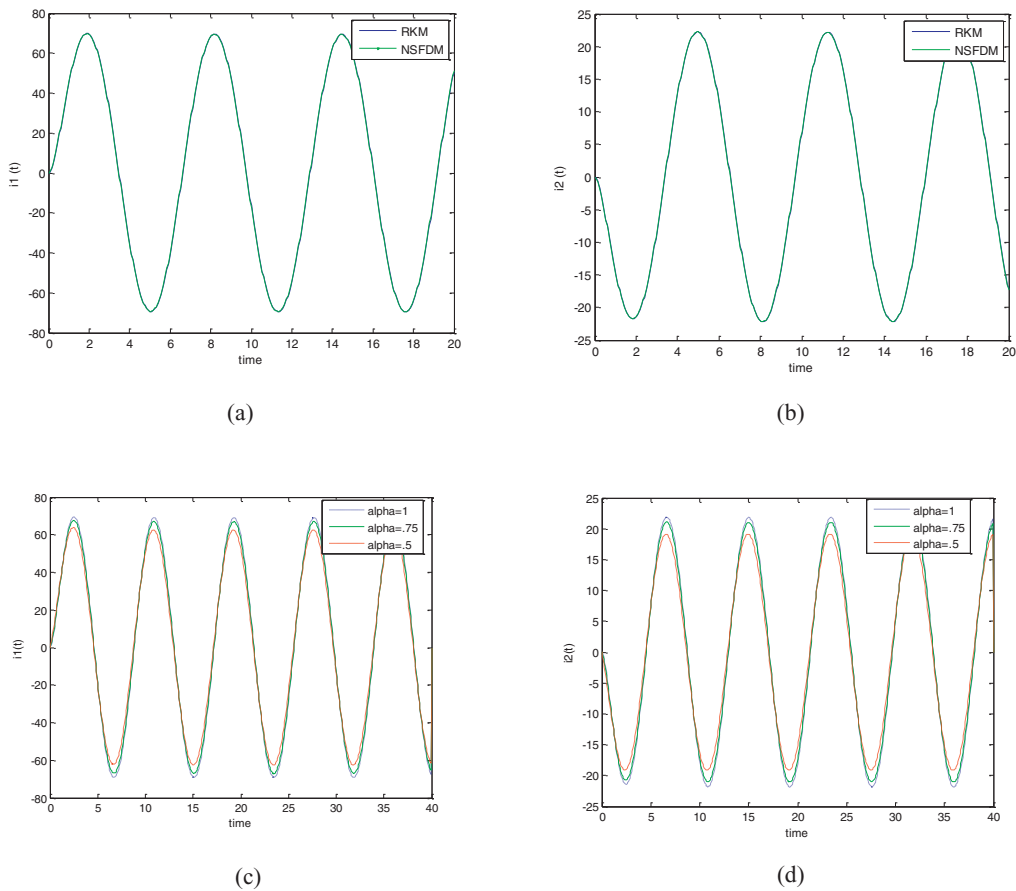 80
60
40
20
0
-20
-40
-60
-80
i1 (t)
0 2 4 6 8 10 12 14 16 18 20
time
RKM
NSFDM
(a)
25
20
15
10
5
0
-5
-10
-15
-20
-25
i2 (t)
0 2 4 6 8 10 12 14 16 18 20
time
RKM
NSFDM
(b)
80
60
40
20
0
-20
-40
-60
-80
i1(t)
0 5 10 15 20 25 30 35 40
time
alpha=1
alpha=.75
alpha=.5
(c)
25
20
15
10
5
0
-5
-10
-15
-20
-25
i2(t)
0 5 10 15 20 25 30 35 40
time
alpha=1
alpha=.75
alpha=.5
(d)